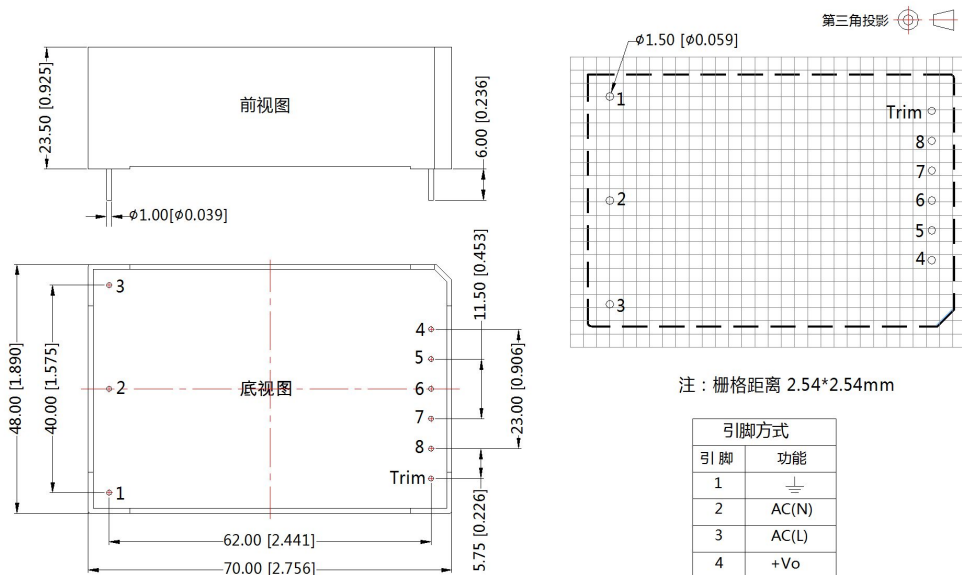 第三角投影
φ1.50 [φ0.059]
23.50 [0.925]
前视图
6.00 [0.236]
φ1.00[φ0.039]
1
2
3
Trim
8
7
6
5
4
注：栅格距离 2.54*2.54mm
48.00 [1.890]
40.00 [1.575]
3
2
1
底视图
4
5
6
7
8
Trim
11.50 [0.453]
23.00 [0.906]
5.75 [0.226]
62.00 [2.441]
70.00 [2.756]
引脚方式
引 脚 功能
1 ⏚
2 AC(N)
3 AC(L)
4 +Vo